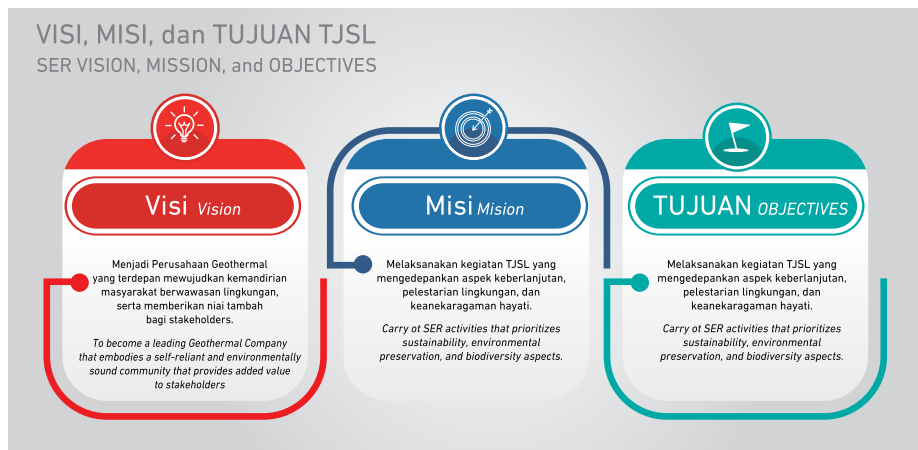 VISI, MISI, dan TUJUAN TJSL
SER VISION, MISSION, and OBJECTIVES
Visi Vision
Menjadi Perusahaan Geothermal
yang terdepan mewujudkan kemandirian
masyarakat berwawasan lingkungan,
serta memberikan niai tambah
bagi stakeholders.
To become a leading Geothermal Company
that embodies a self-reliant and environmentally
sound community that provides added value
to stakeholders
Misi Mision
Melaksanakan kegiatan TJSL yang
mengedepankan aspek keberlanjutan,
pelestarian lingkungan, dan
keanekaragaman hayati.
Carry ot SER activities that prioritizes
sustainability, environmental
preservation, and biodiversity aspects.
TUJUAN OBJECTIVES
Melaksanakan kegiatan TJSL yang
mengedepankan aspek keberlanjutan,
pelestarian lingkungan, dan
keanekaragaman hayati.
Carry ot SER activities that prioritizes
sustainability, environmental
preservation, and biodiversity aspects.